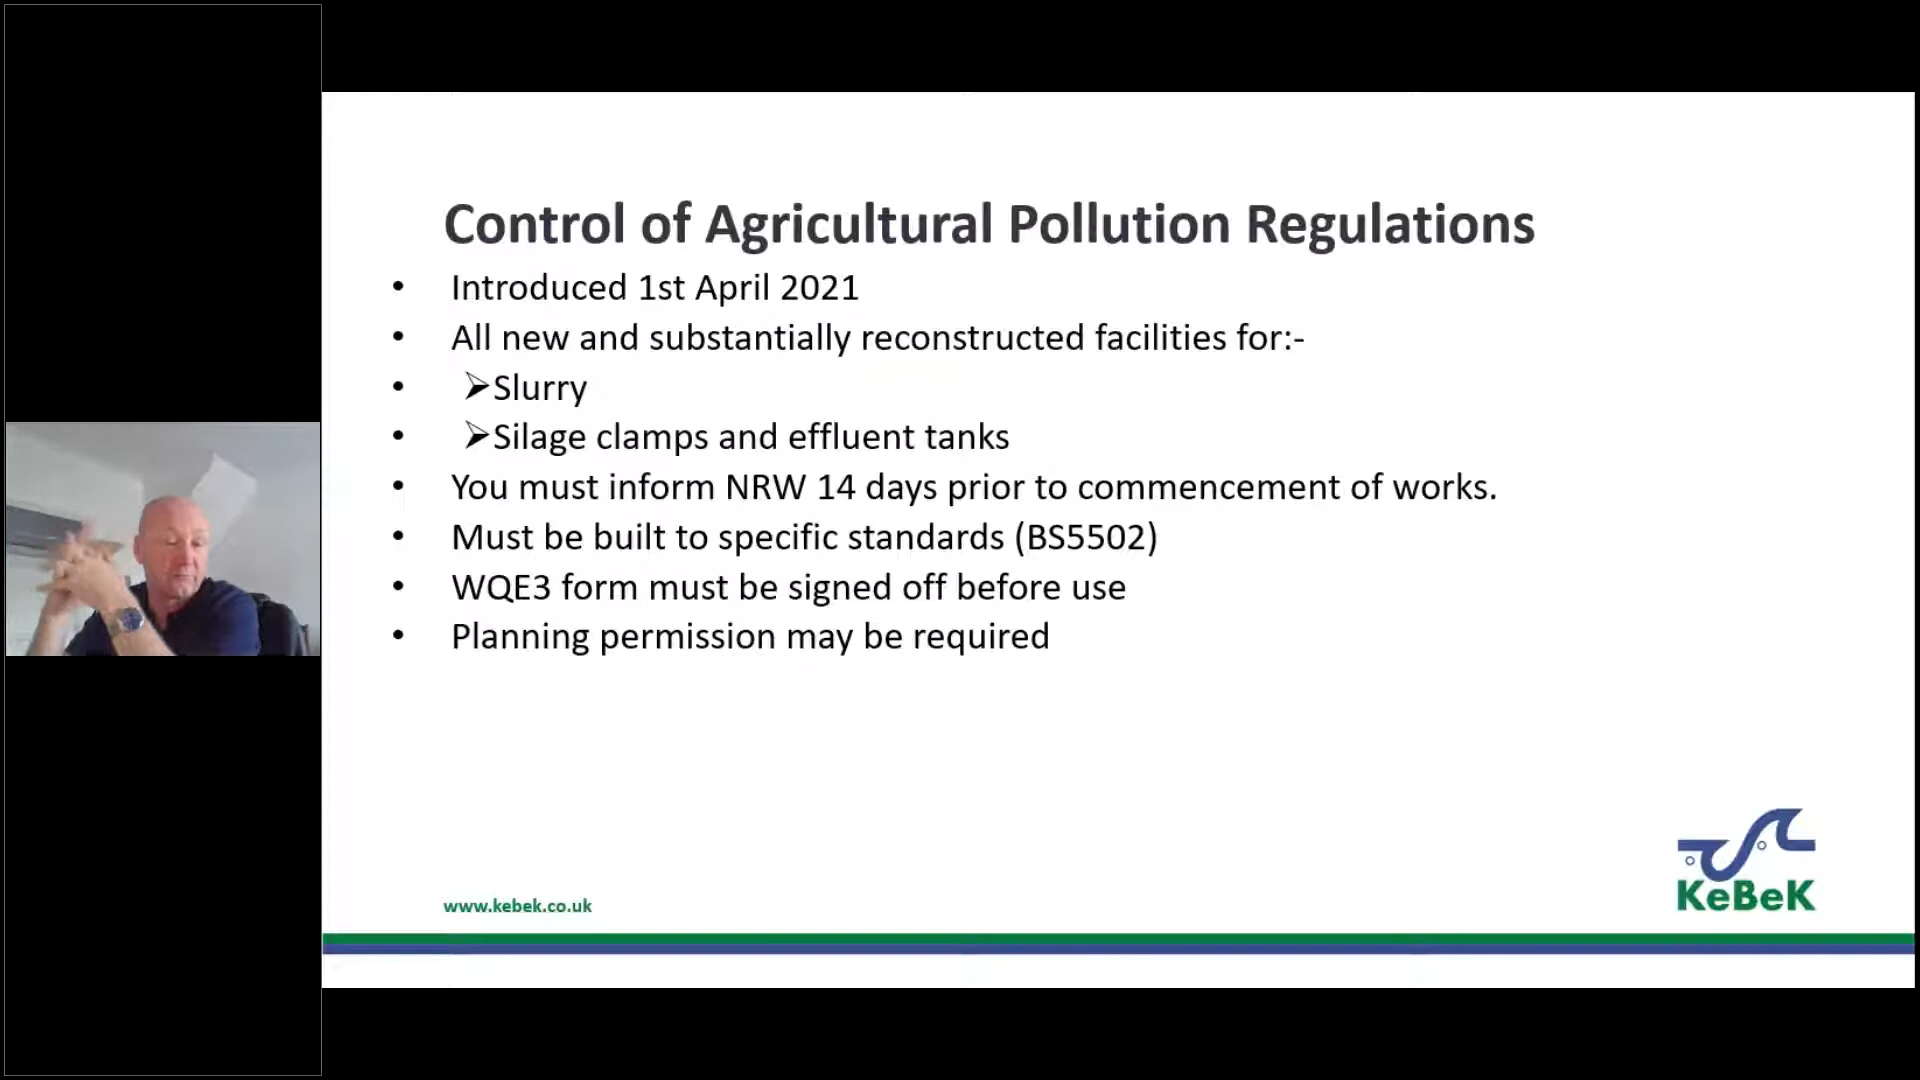 Control of Agricultural Pollution Regulations
• Introduced 1st April 2021
• All new and substantially reconstructed facilities for:-
• ➢Slurry
• ➢Silage clamps and effluent tanks
• You must inform NRW 14 days prior to commencement of works.
• Must be built to specific standards (BS5502)
• WQE3 form must be signed off before use
• Planning permission may be required
www.kebek.co.uk
KeBeK